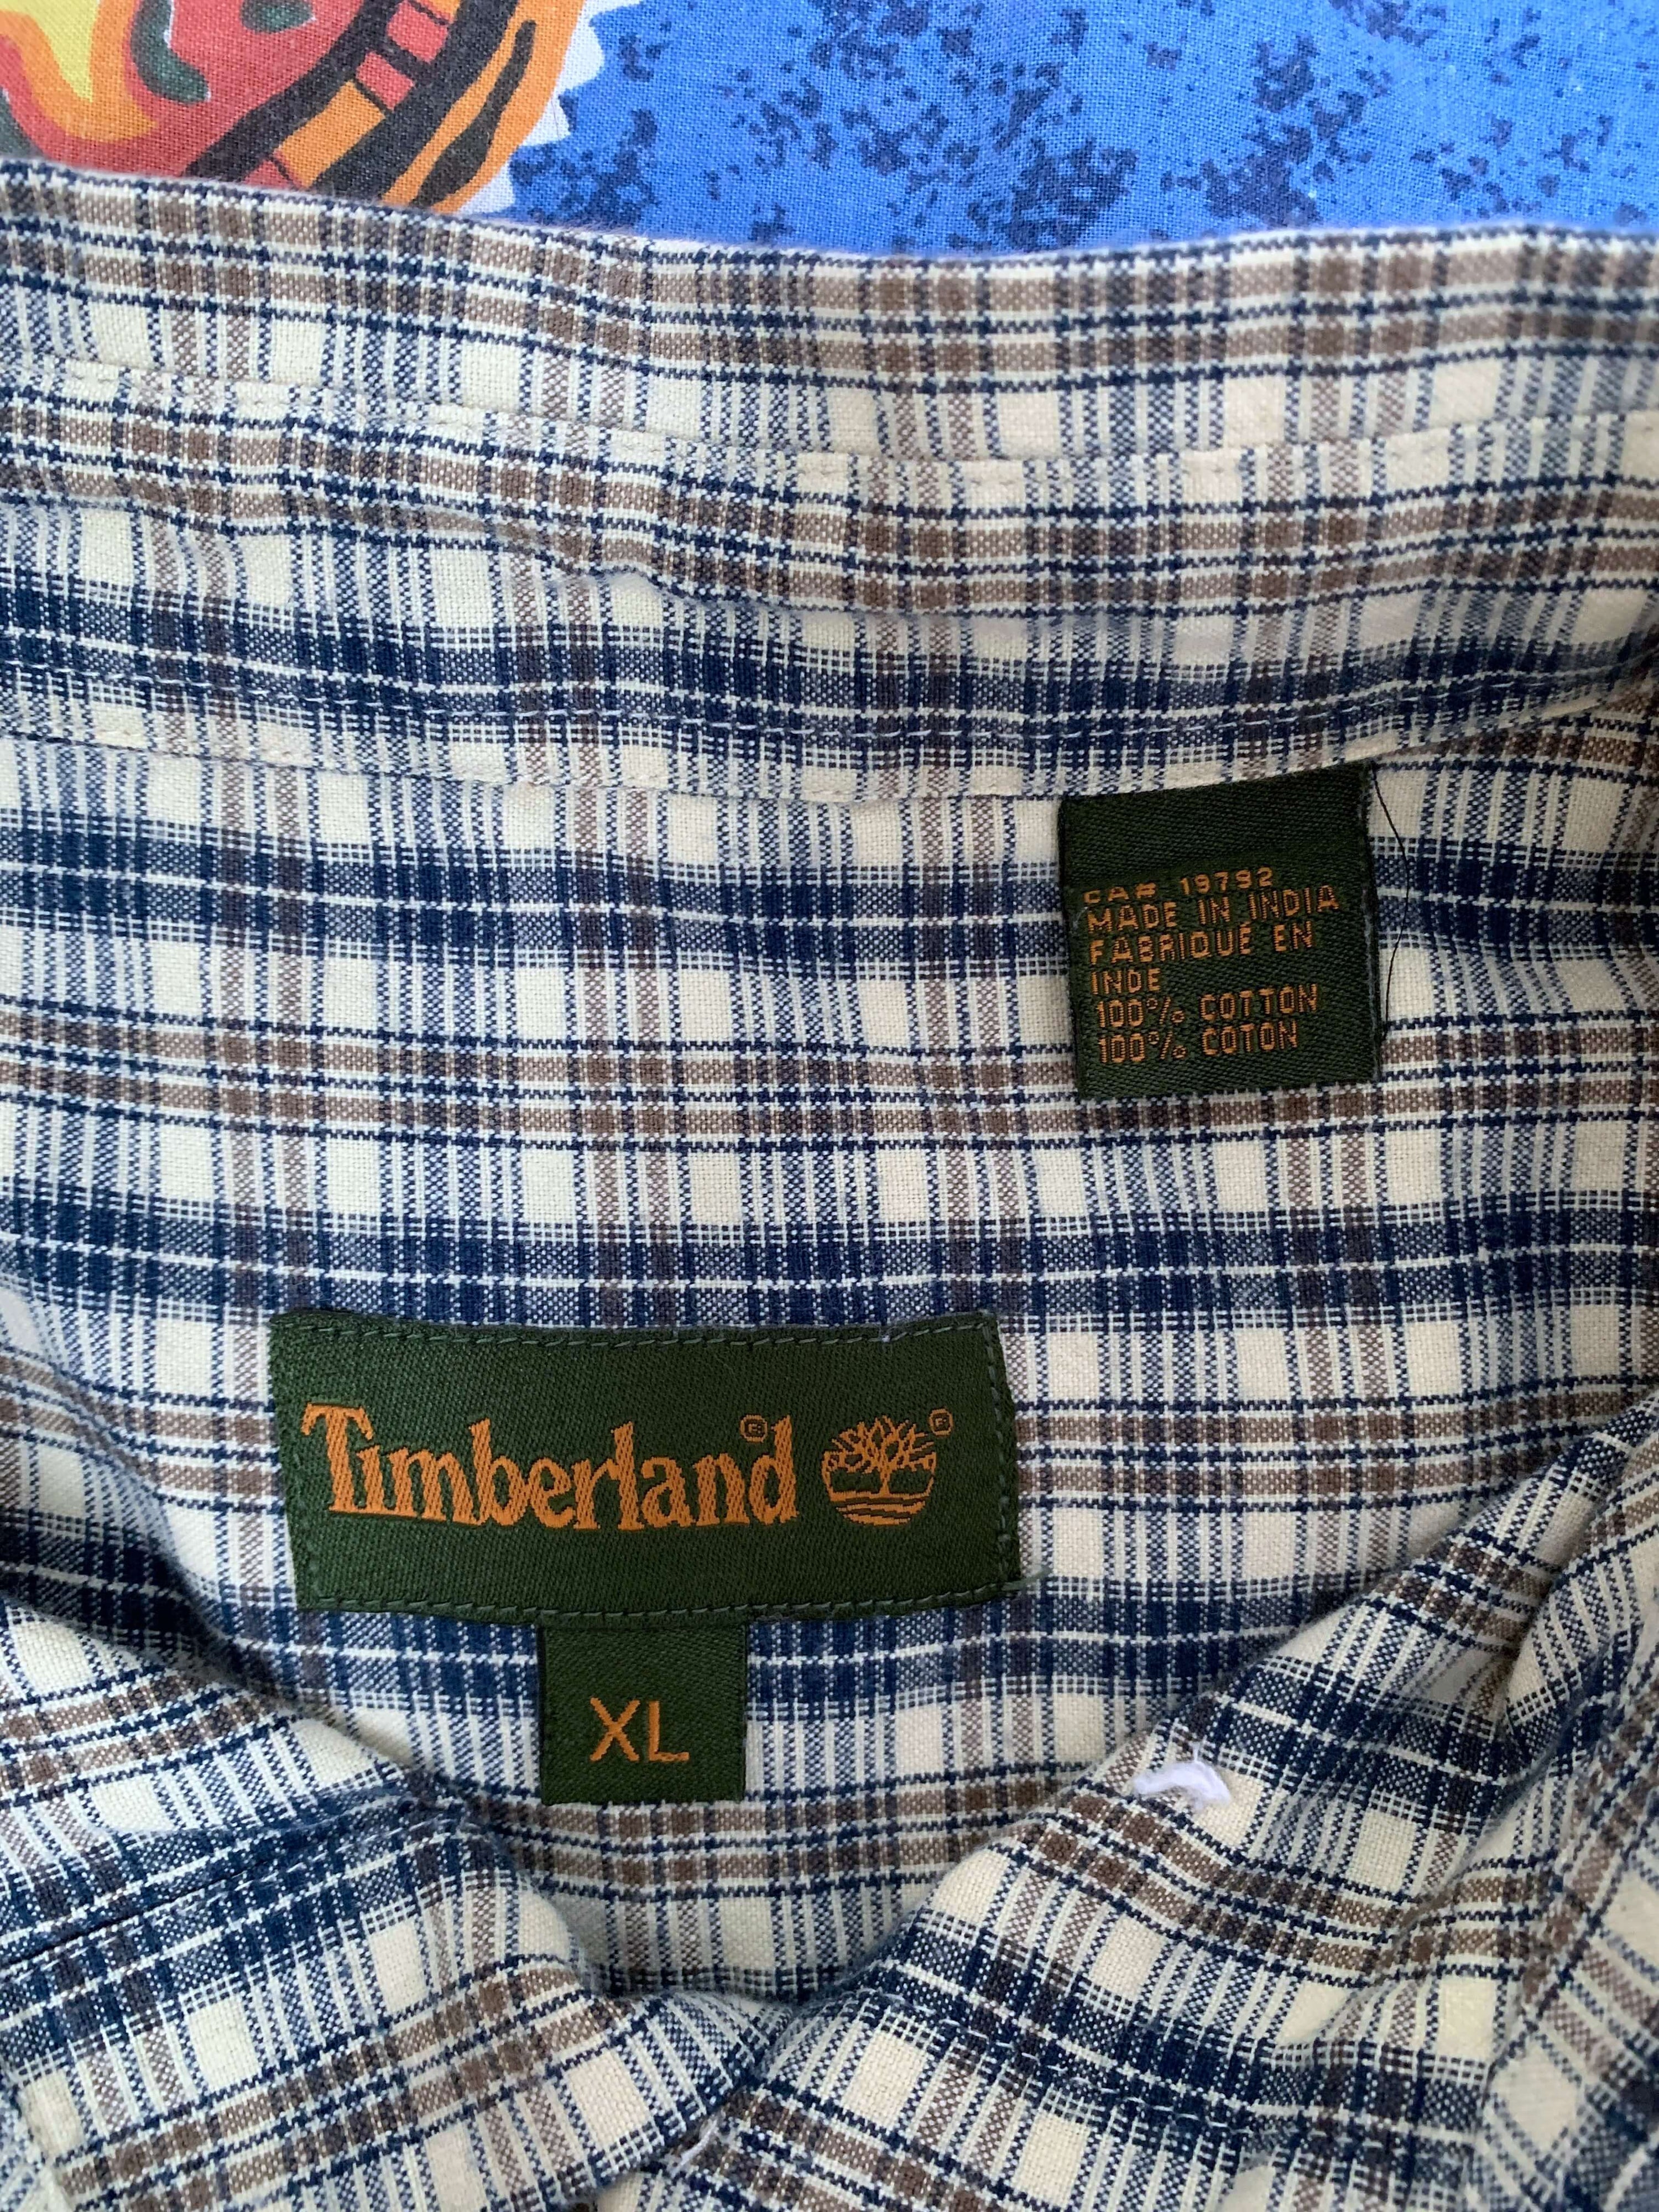 CA# 19792
MADE IN INDIA
FABRIQUÉ EN
INDE
100% COTTON
100% COTON
Timberland® ®
XL